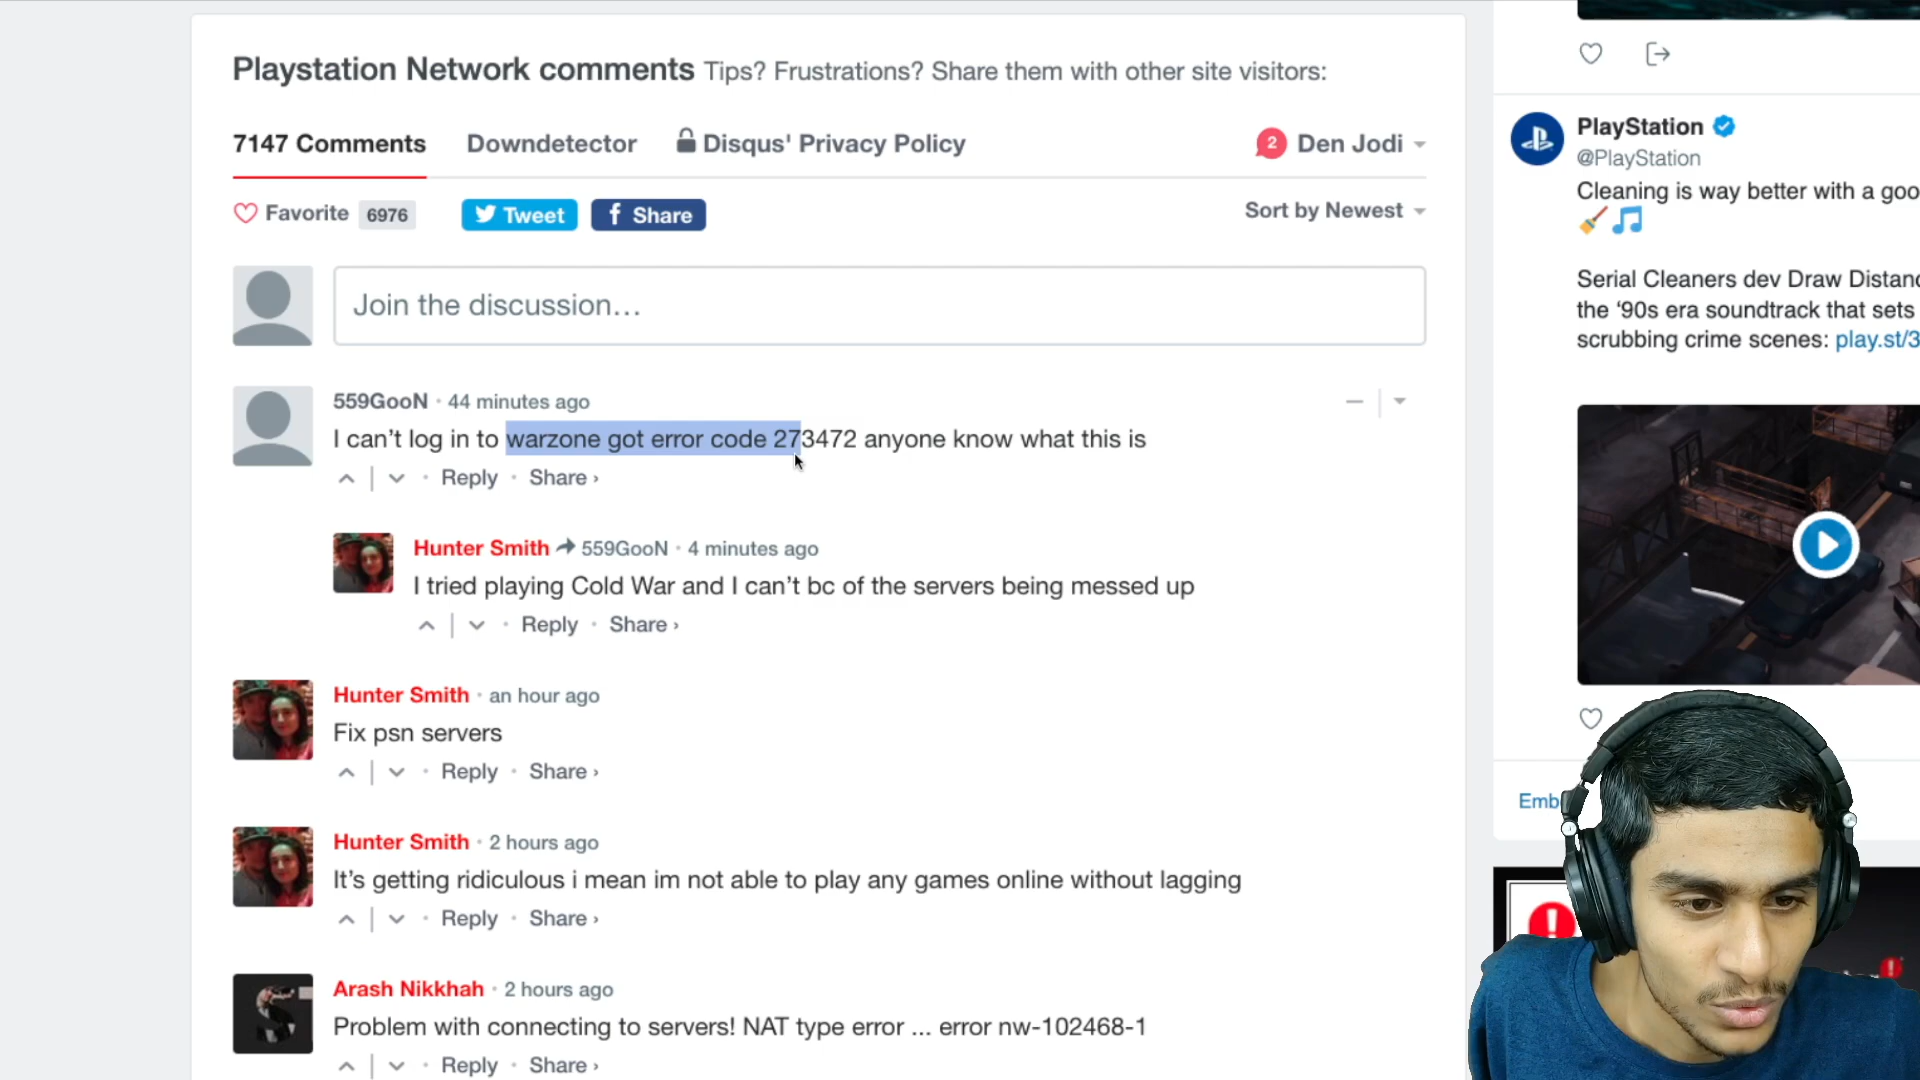 Playstation Network comments Tips? Frustrations? Share them with other site visitors:
7147 Comments Downdetector Disqus' Privacy Policy 2 Den Jodi
Favorite 6976 Tweet f Share Sort by Newest
Join the discussion...
559GooN · 44 minutes ago
I can't log in to warzone got error code 273472 anyone know what this is
Reply · Share ›
Hunter Smith 559GooN · 4 minutes ago
I tried playing Cold War and I can't bc of the servers being messed up
Reply · Share ›
Hunter Smith · an hour ago
Fix psn servers
Reply · Share ›
Hunter Smith · 2 hours ago
It's getting ridiculous i mean im not able to play any games online without lagging
Reply · Share ›
Arash Nikkhah · 2 hours ago
Problem with connecting to servers! NAT type error ... error nw-102468-1
Reply · Share ›
PlayStation
@PlayStation
Cleaning is way better with a goo
Serial Cleaners dev Draw Distanc
the '90s era soundtrack that sets
scrubbing crime scenes: play.st/3
Emb